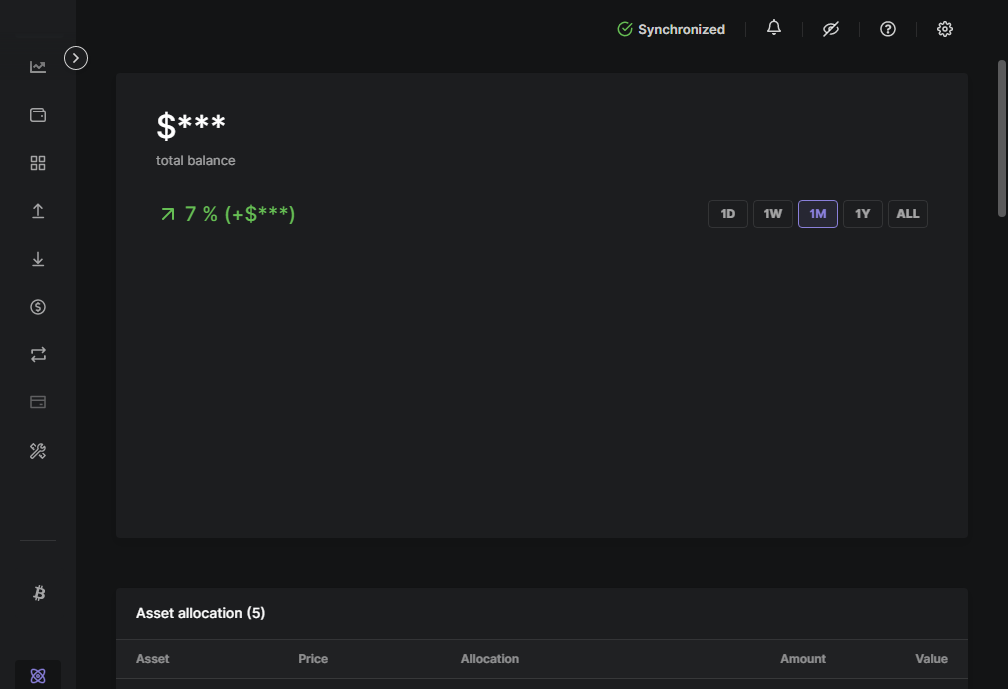 Synchronized
$***
total balance
7 % (+$***)
1D 1W 1M 1Y ALL
Asset allocation (5)
Asset Price Allocation Amount Value